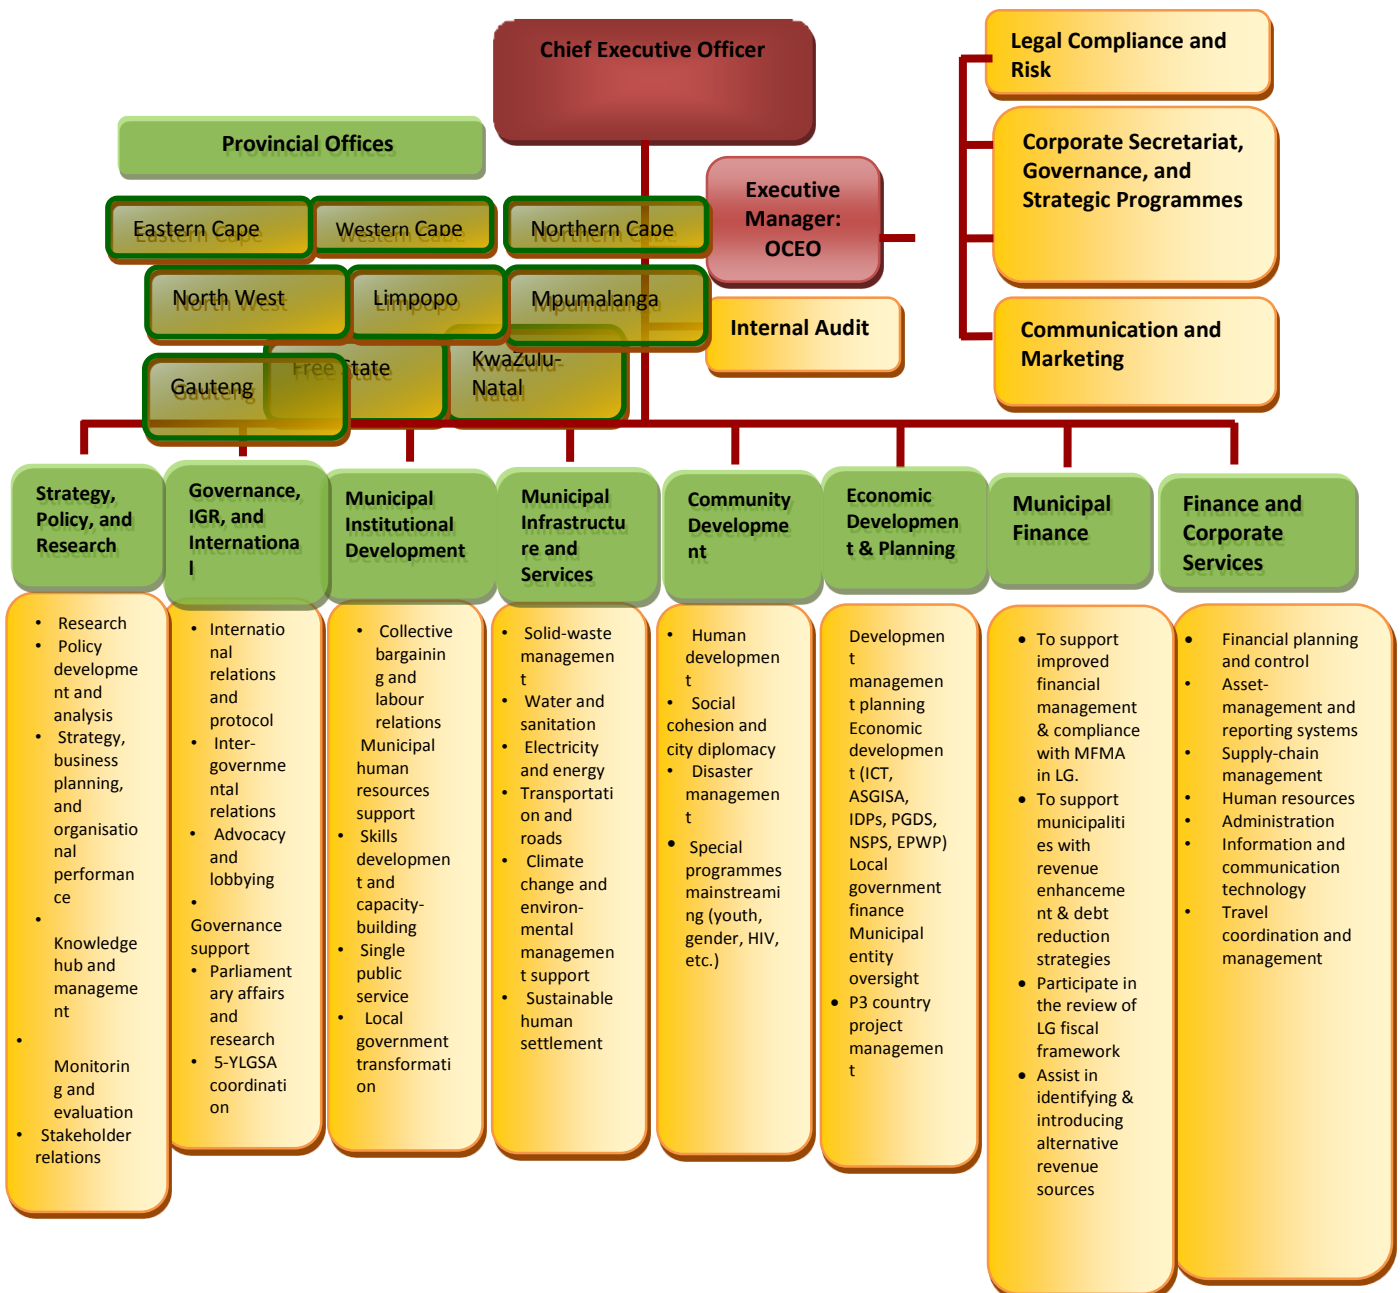 Chief Executive Officer
Legal Compliance and
Risk
Provincial Offices
Corporate Secretariat,
Governance, and
Strategic Programmes
Executive
Manager:
OCEO
Eastern Cape
Western Cape
Northern Cape
North West
Limpopo
Mpumalanga
Internal Audit
Communication and
Marketing
Free State
KwaZulu-
Natal
Gauteng
Strategy,
Policy, and
Research
Governance,
IGR, and
Internationa
l
Municipal
Institutional
Development
Municipal
Infrastructu
re and
Services
Community
Developme
nt
Economic
Developmen
t & Planning
Municipal
Finance
Finance and
Corporate
Services
• Research
• Policy
developme
nt and
analysis
• Strategy,
business
planning,
and
organisatio
nal
performan
ce
•
Knowledge
hub and
manageme
nt
•
Monitorin
g and
evaluation
• Stakeholder
relations
• Internatio
nal
relations
and
protocol
• Inter-
governme
ntal
relations
• Advocacy
and
lobbying
•
Governance
support
• Parliament
ary affairs
and
research
• 5-YLGSA
coordinati
on
• Collective
bargainin
g and
labour
relations
Municipal
human
resources
support
• Skills
developmen
t and
capacity-
building
• Single
public
service
• Local
government
transformati
on
• Solid-waste
managemen
t
• Water and
sanitation
• Electricity
and energy
• Transportati
on and
roads
• Climate
change and
environ-
mental
managemen
t support
• Sustainable
human
settlement
• Human
developmen
t
• Social
cohesion and
city diplomacy
• Disaster
managemen
t
• Special
programmes
mainstreami
ng (youth,
gender, HIV,
etc.)
Developmen
t
managemen
t planning
Economic
developmen
t (ICT,
ASGISA,
IDPs, PGDS,
NSPS, EPWP)
Local
government
finance
Municipal
entity
oversight
• P3 country
project
managemen
t
• To support
improved
financial
management
& compliance
with MFMA
in LG.
• To support
municipaliti
es with
revenue
enhanceme
nt & debt
reduction
strategies
• Participate in
the review of
LG fiscal
framework
• Assist in
identifying &
introducing
alternative
revenue
sources
• Financial planning
and control
• Asset-
management and
reporting systems
• Supply-chain
management
• Human resources
• Administration
• Information and
communication
technology
• Travel
coordination and
management